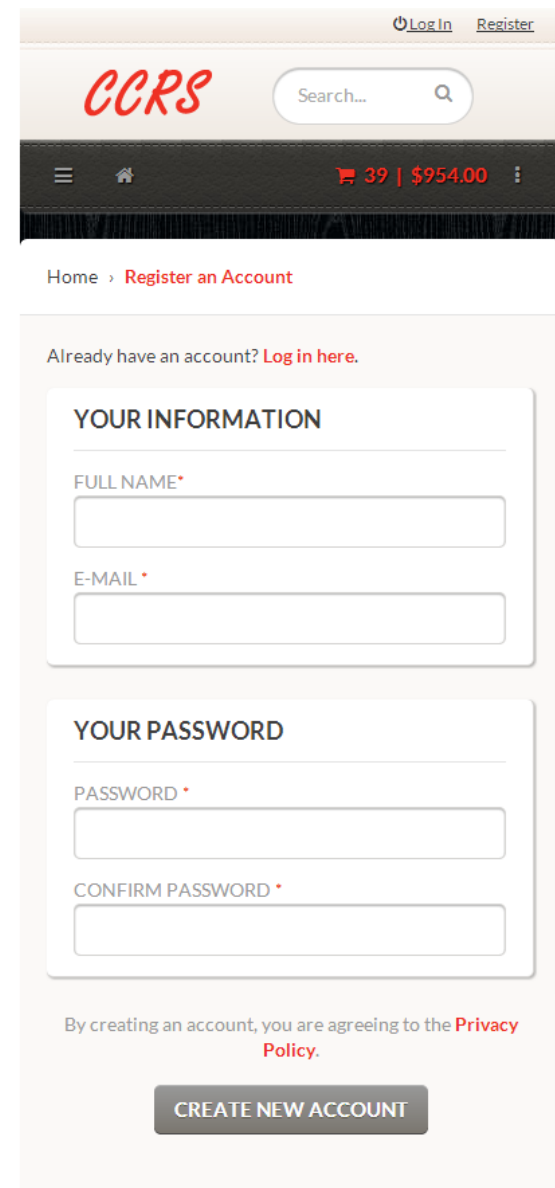 Log In Register
CCRS
Search...
39 | $954.00
Home › Register an Account
Already have an account? Log in here.
YOUR INFORMATION
FULL NAME*
E-MAIL *
YOUR PASSWORD
PASSWORD *
CONFIRM PASSWORD *
By creating an account, you are agreeing to the Privacy
Policy.
CREATE NEW ACCOUNT